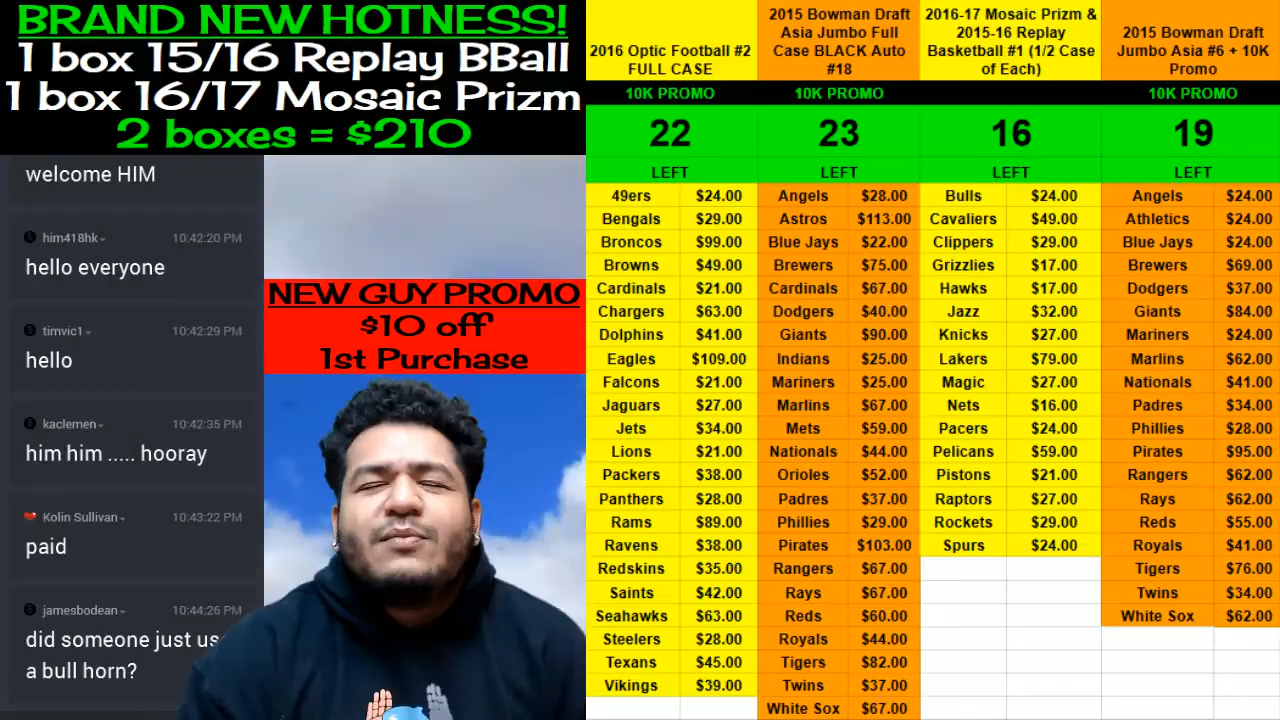 BRAND NEW HOTNESS!
1 box 15/16 Replay BBall
1 box 16/17 Mosaic Prizm
2 boxes = $210
welcome HIM
him418hk 10:42:20 PM
hello everyone
timvic1 10:42:29 PM
hello
kaclemen 10:42:35 PM
him him ..... hooray
Kolin Sullivan 10:43:22 PM
paid
jamesbodean 10:44:26 PM
did someone just us
a bull horn?
NEW GUY PROMO
$10 off
1st Purchase
2016 Optic Football #2
FULL CASE
10K PROMO
22
LEFT
49ers $24.00
Bengals $29.00
Broncos $99.00
Browns $49.00
Cardinals $21.00
Chargers $63.00
Dolphins $41.00
Eagles $109.00
Falcons $21.00
Jaguars $27.00
Jets $34.00
Lions $21.00
Packers $38.00
Panthers $28.00
Rams $89.00
Ravens $38.00
Redskins $35.00
Saints $42.00
Seahawks $63.00
Steelers $28.00
Texans $45.00
Vikings $39.00
2015 Bowman Draft
Asia Jumbo Full
Case BLACK Auto
#18
10K PROMO
23
LEFT
Angels $28.00
Astros $113.00
Blue Jays $22.00
Brewers $75.00
Cardinals $67.00
Dodgers $40.00
Giants $90.00
Indians $25.00
Mariners $25.00
Marlins $67.00
Mets $59.00
Nationals $44.00
Orioles $52.00
Padres $37.00
Phillies $29.00
Pirates $103.00
Rangers $67.00
Rays $67.00
Reds $60.00
Royals $44.00
Tigers $82.00
Twins $37.00
White Sox $67.00
2016-17 Mosaic Prizm &
2015-16 Replay
Basketball #1 (1/2 Case
of Each)
16
LEFT
Bulls $24.00
Cavaliers $49.00
Clippers $29.00
Grizzlies $17.00
Hawks $17.00
Jazz $32.00
Knicks $27.00
Lakers $79.00
Magic $27.00
Nets $16.00
Pacers $24.00
Pelicans $59.00
Pistons $21.00
Raptors $27.00
Rockets $29.00
Spurs $24.00
2015 Bowman Draft
Jumbo Asia #6 + 10K
Promo
10K PROMO
19
LEFT
Angels $24.00
Athletics $24.00
Blue Jays $24.00
Brewers $69.00
Dodgers $37.00
Giants $84.00
Mariners $24.00
Marlins $62.00
Nationals $41.00
Padres $34.00
Phillies $28.00
Pirates $95.00
Rangers $62.00
Rays $62.00
Reds $55.00
Royals $41.00
Tigers $76.00
Twins $34.00
White Sox $62.00